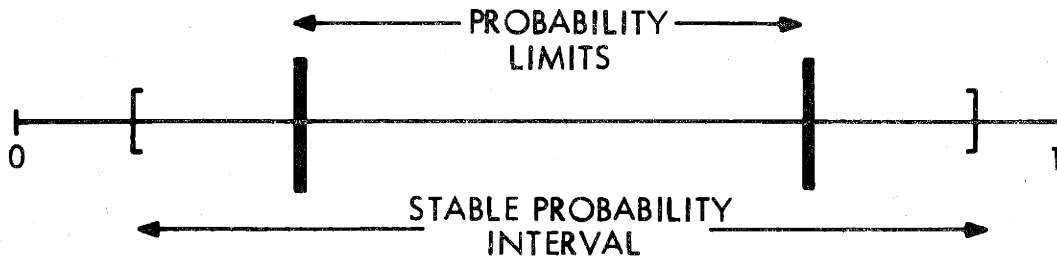 PROBABILITY
LIMITS
0
1
STABLE PROBABILITY
INTERVAL